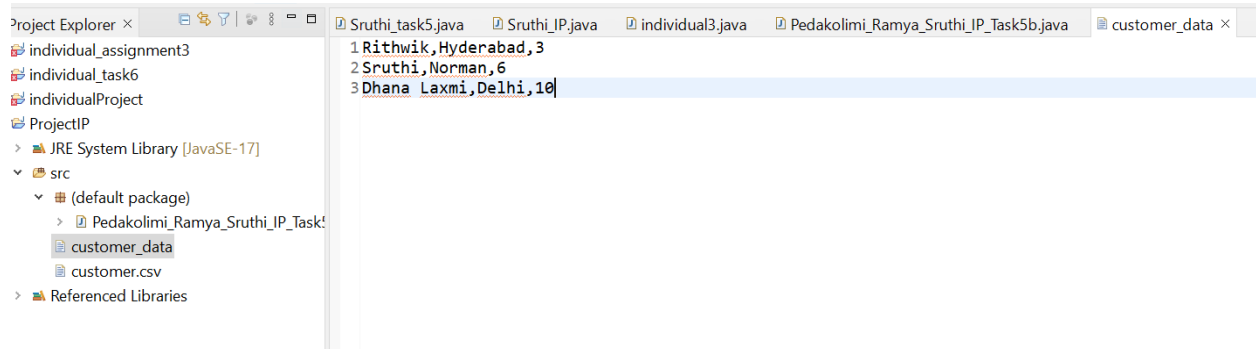 Project Explorer ×
Sruthi_task5.java
Sruthi_IP.java
individual3.java
Pedakolimi_Ramya_Sruthi_IP_Task5b.java
customer_data ×
individual_assignment3
individual_task6
individualProject
ProjectIP
JRE System Library [JavaSE-17]
src
(default package)
Pedakolimi_Ramya_Sruthi_IP_Task5
customer_data
customer.csv
Referenced Libraries
1 Rithwik,Hyderabad,3
2 Sruthi,Norman,6
3 Dhana Laxmi,Delhi,10